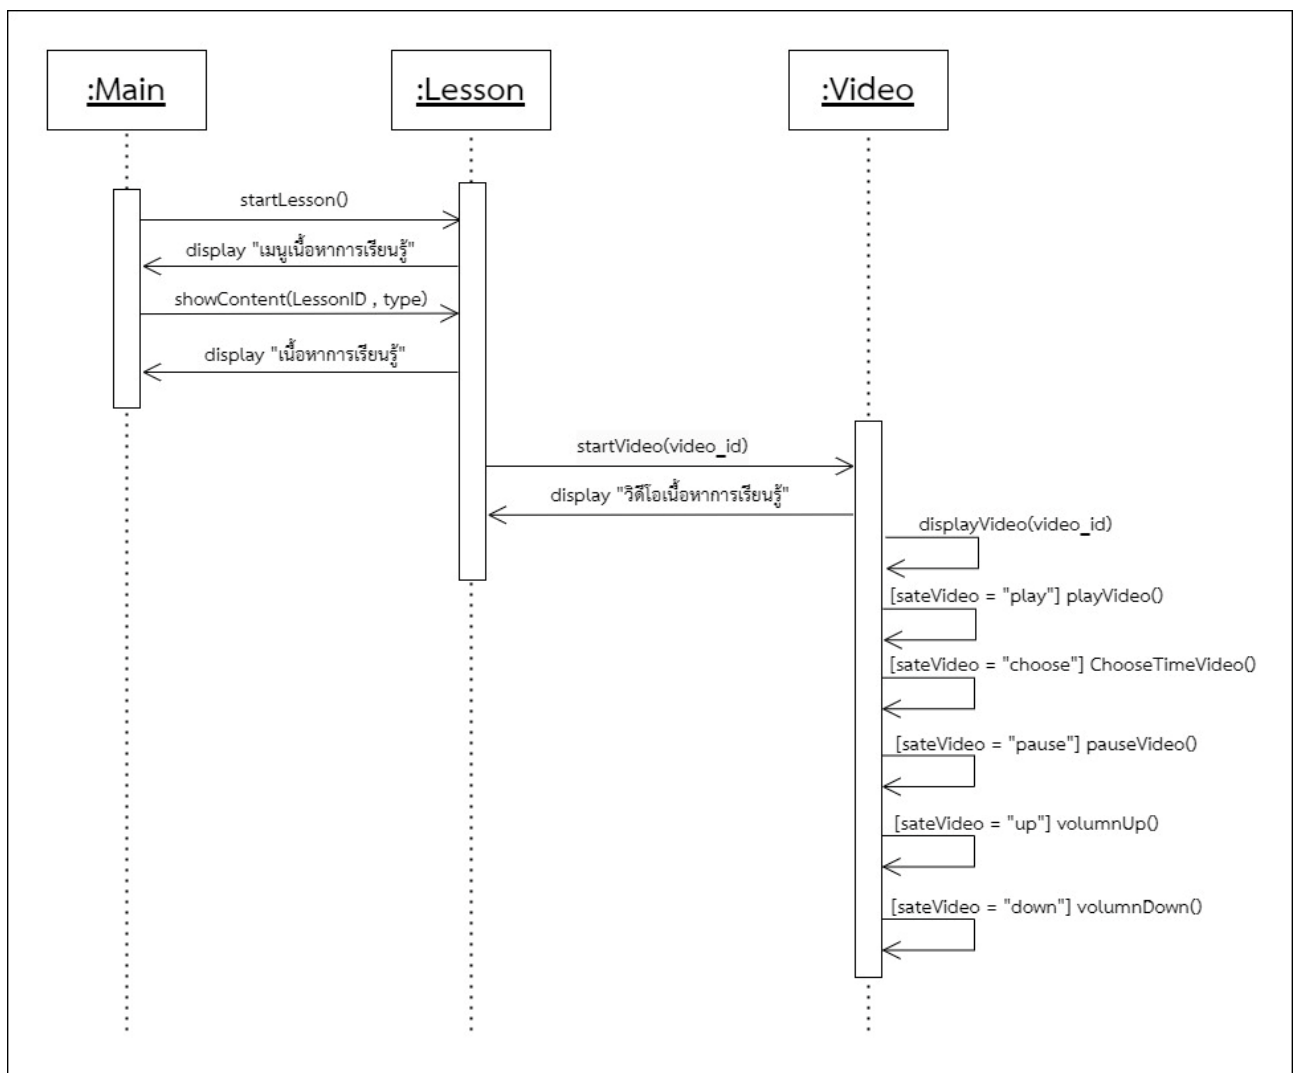 :Main
:Lesson
:Video
startLesson()
display "เมนูเนื้อหาการเรียนรู้"
showContent(LessonID , type)
display "เนื้อหาการเรียนรู้"
startVideo(video_id)
display "วิดีโอเนื้อหาการเรียนรู้"
displayVideo(video_id)
[sateVideo = "play"] playVideo()
[sateVideo = "choose"] ChooseTimeVideo()
[sateVideo = "pause"] pauseVideo()
[sateVideo = "up"] volumnUp()
[sateVideo = "down"] volumnDown()